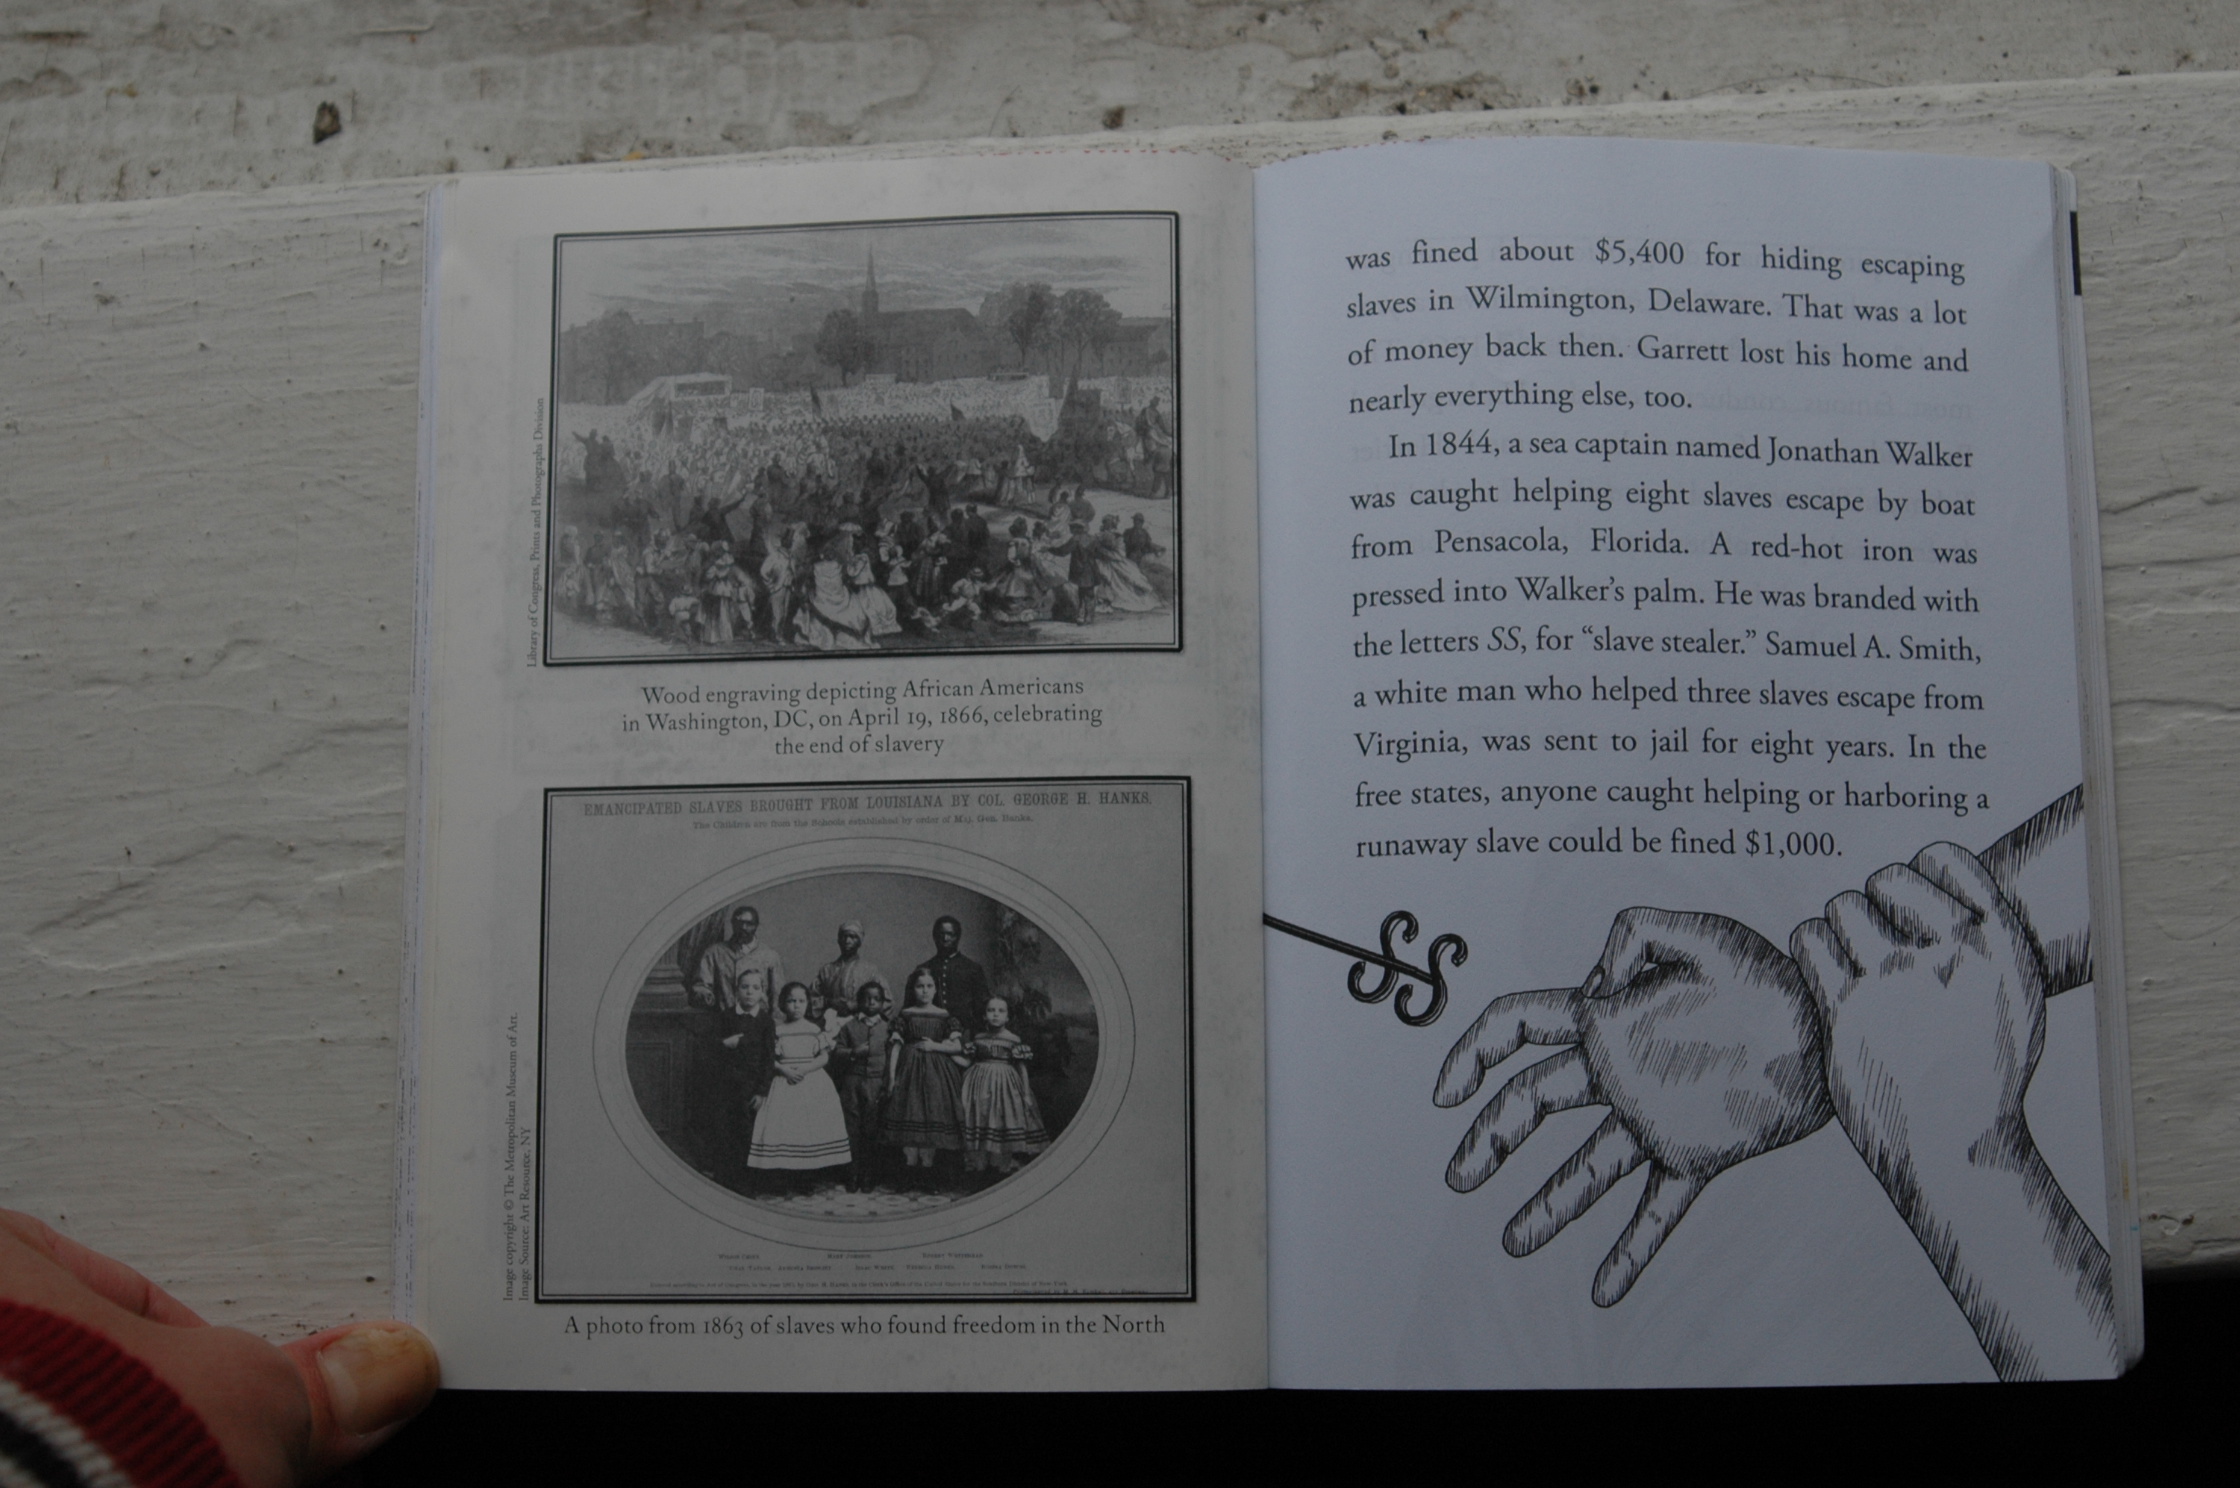 Library of Congress, Prints and Photographs Division
Wood engraving depicting African Americans
in Washington, DC, on April 19, 1866, celebrating
the end of slavery
EMANCIPATED SLAVES BROUGHT FROM LOUISIANA BY COL. GEORGE H. HANKS.
The Children are from the Schools established by order of Maj. Gen. Banks.
Image copyright © The Metropolitan Museum of Art.
Image Source: Art Resource, NY
A photo from 1863 of slaves who found freedom in the North
was fined about $5,400 for hiding escaping
slaves in Wilmington, Delaware. That was a lot
of money back then. Garrett lost his home and
nearly everything else, too.
In 1844, a sea captain named Jonathan Walker
was caught helping eight slaves escape by boat
from Pensacola, Florida. A red-hot iron was
pressed into Walker's palm. He was branded with
the letters SS, for “slave stealer.” Samuel A. Smith,
a white man who helped three slaves escape from
Virginia, was sent to jail for eight years. In the
free states, anyone caught helping or harboring a
runaway slave could be fined $1,000.
SS